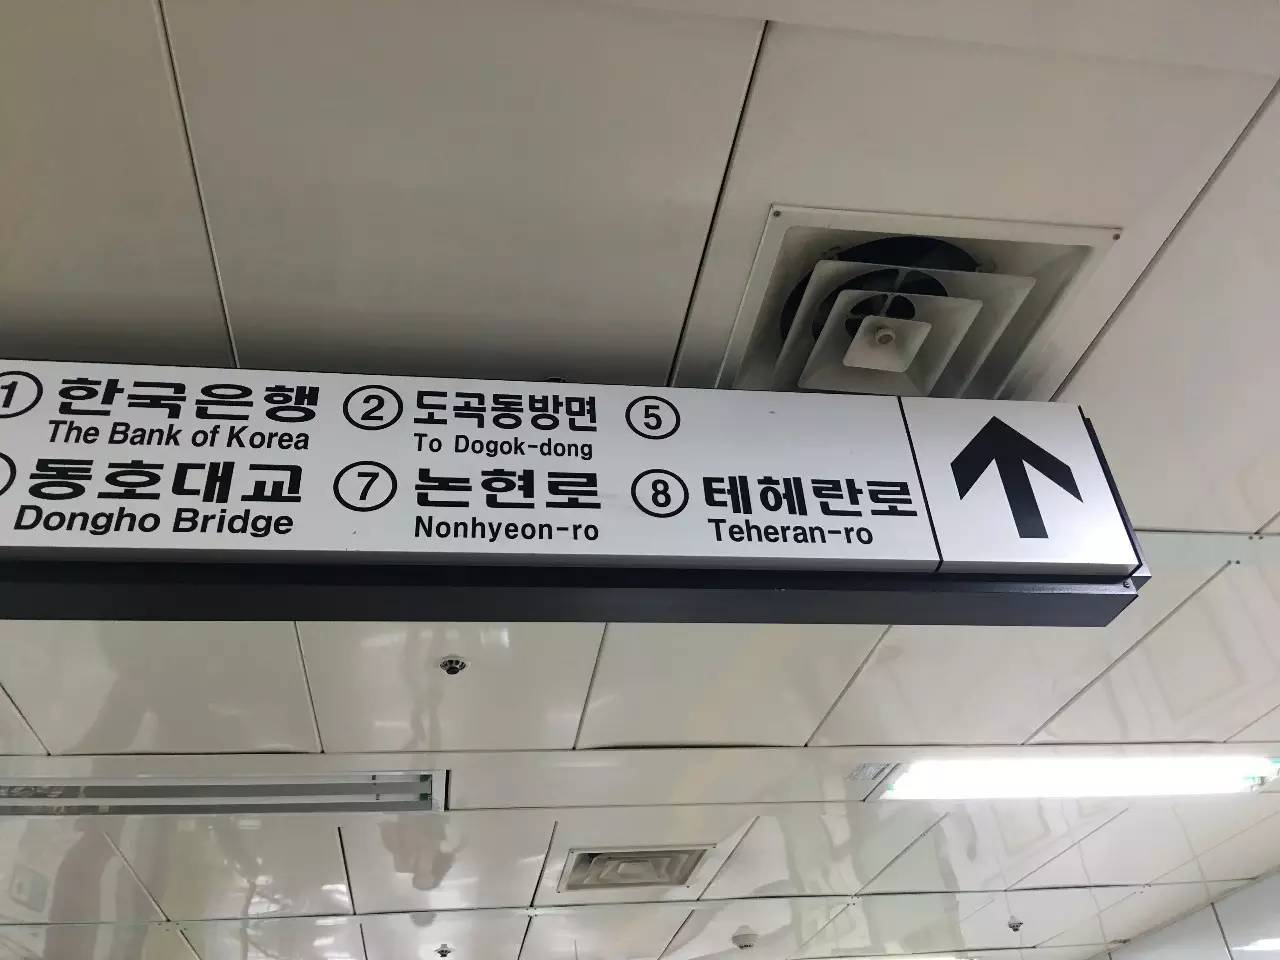 ① 한국은행 ② 도곡동방면 ⑤
The Bank of Korea To Dogok-dong
동호대교 ⑦ 논현로 ⑧ 테헤란로
Dongho Bridge Nonhyeon-ro Teheran-ro